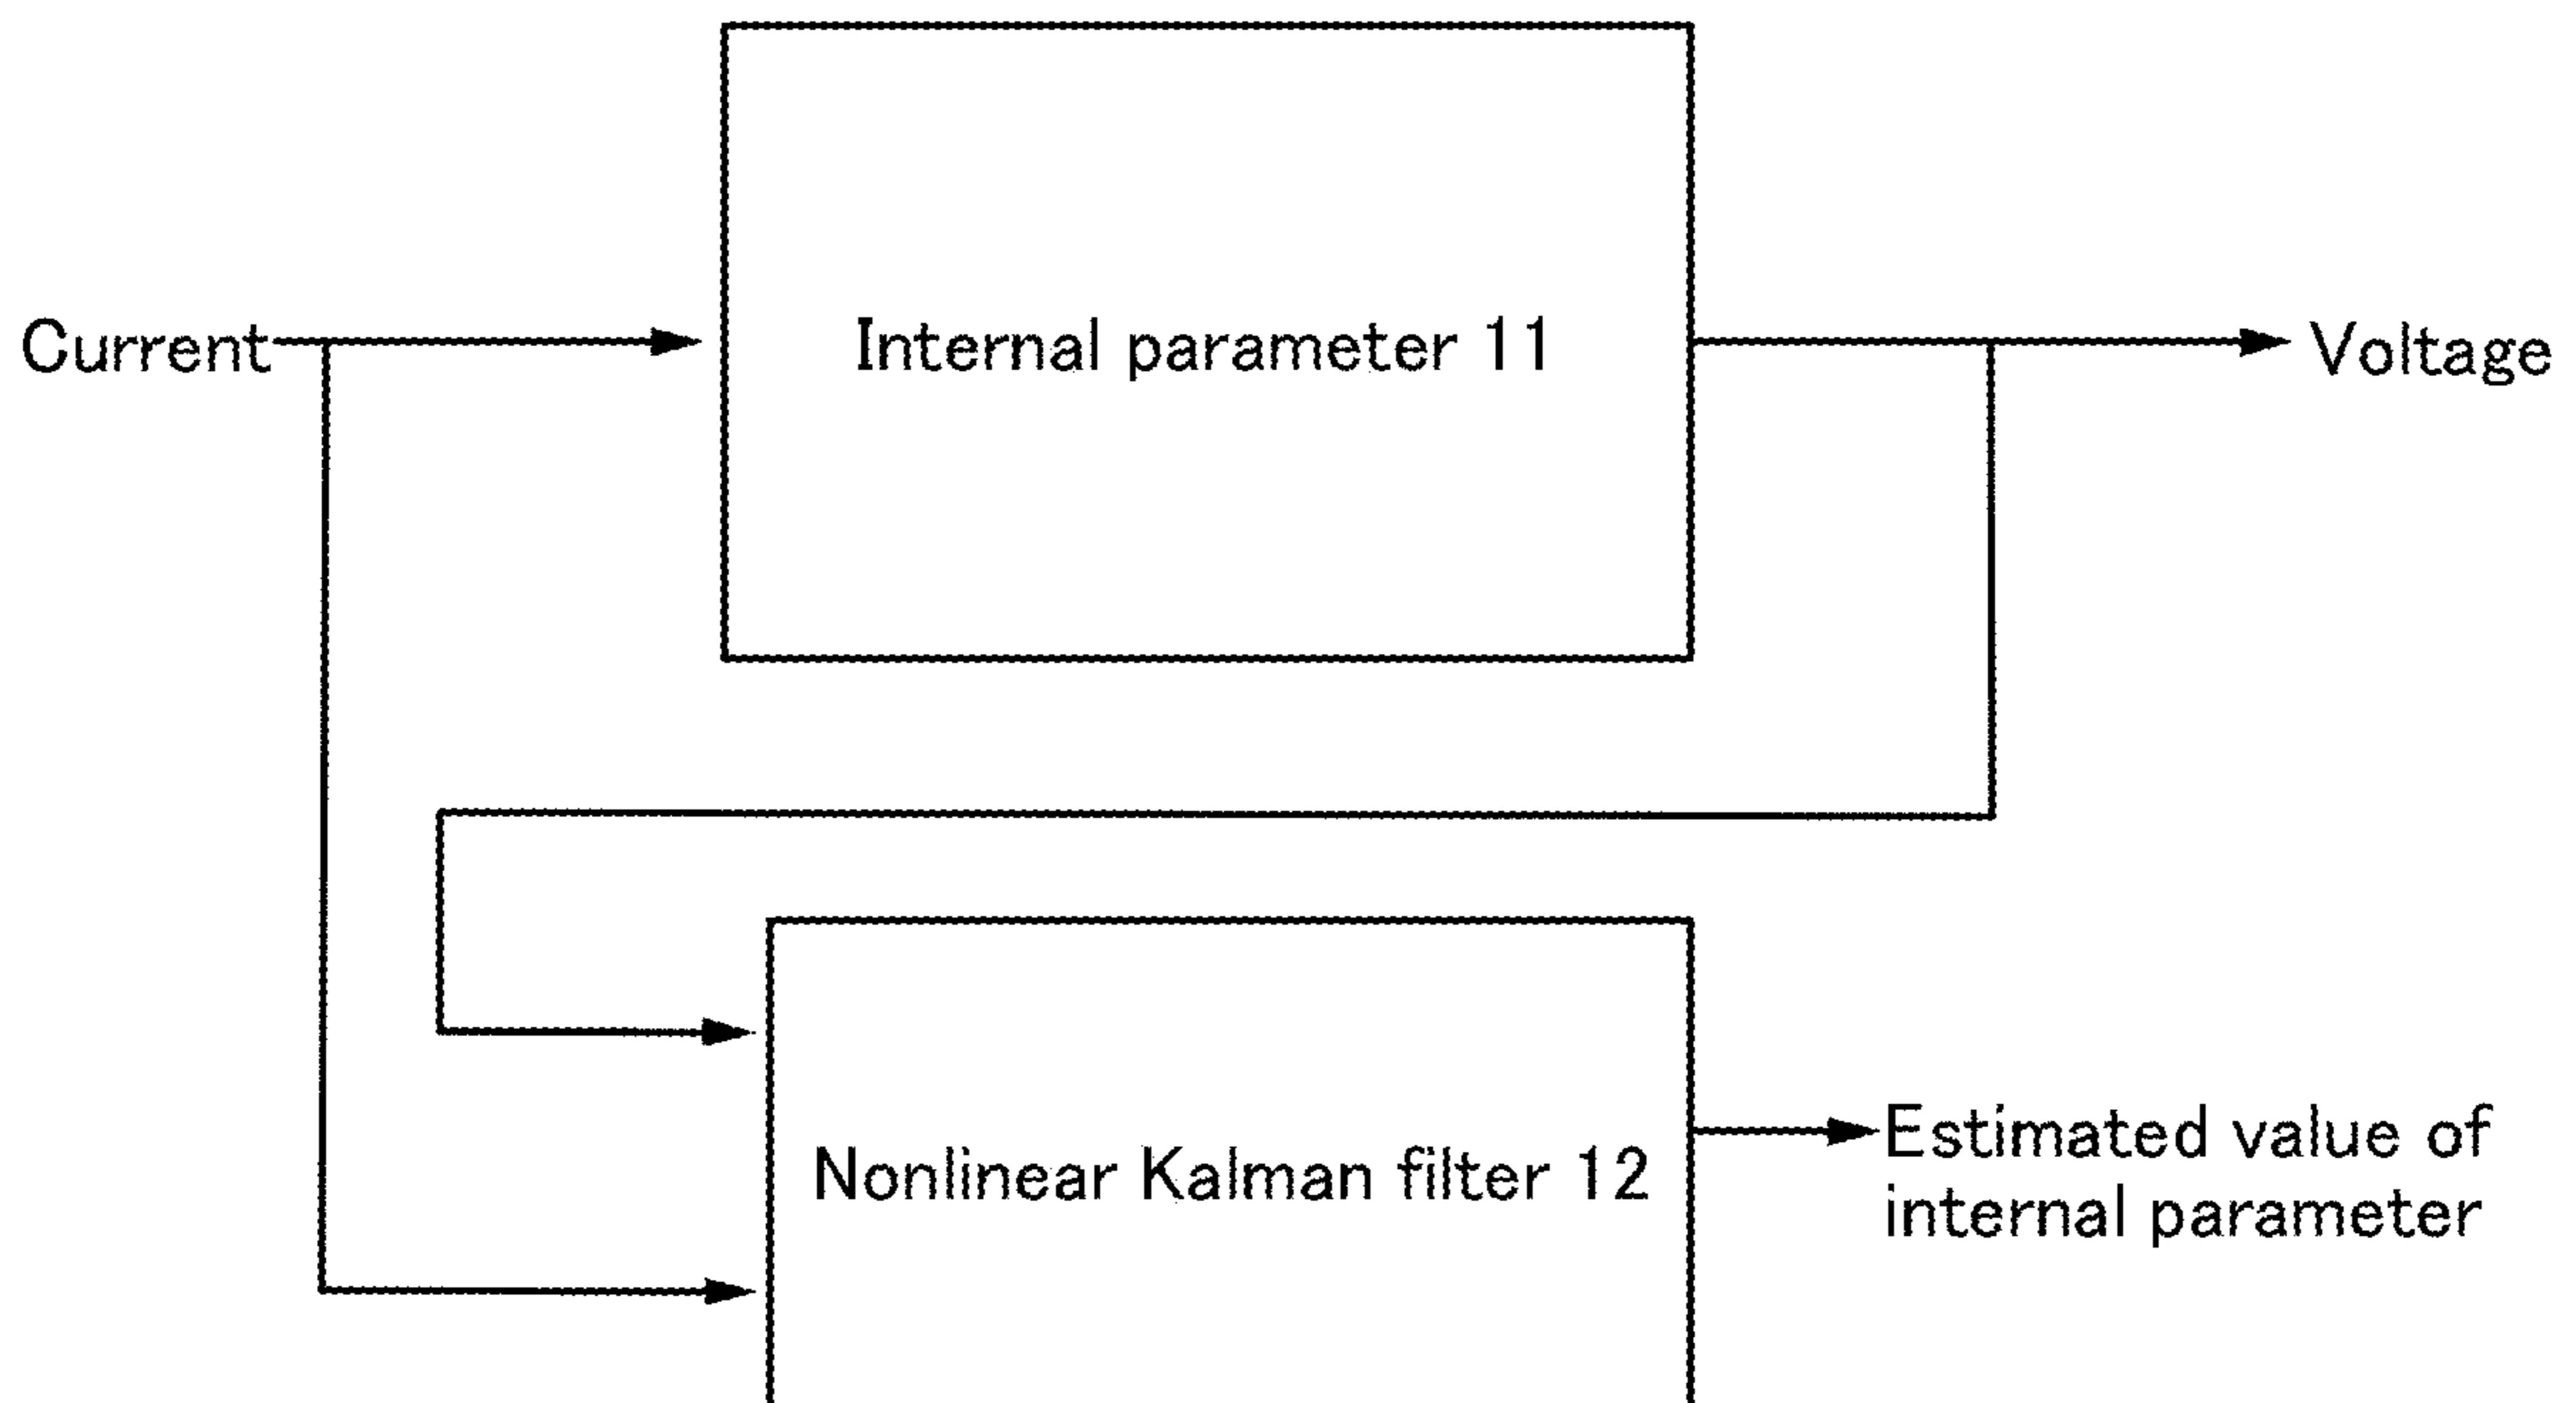 Internal parameter 11
Current
Voltage
Nonlinear Kalman filter 12
Estimated value of
internal parameter